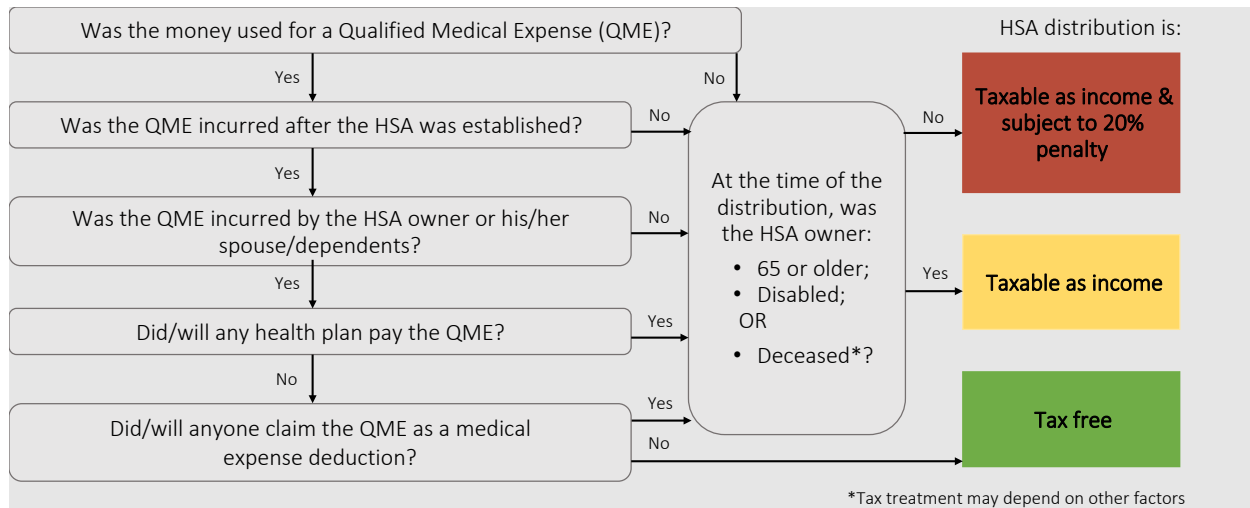 Was the money used for a Qualified Medical Expense (QME)?
HSA distribution is:
Yes
No
Taxable as income &
subject to 20%
penalty
Was the QME incurred after the HSA was established?
No
No
Yes
At the time of the
distribution, was
the HSA owner:
• 65 or older;
• Disabled;
OR
• Deceased*?
Was the QME incurred by the HSA owner or his/her
spouse/dependents?
No
Yes
Yes
Taxable as income
Did/will any health plan pay the QME?
Yes
No
Did/will anyone claim the QME as a medical
expense deduction?
Yes
No
Tax free
*Tax treatment may depend on other factors